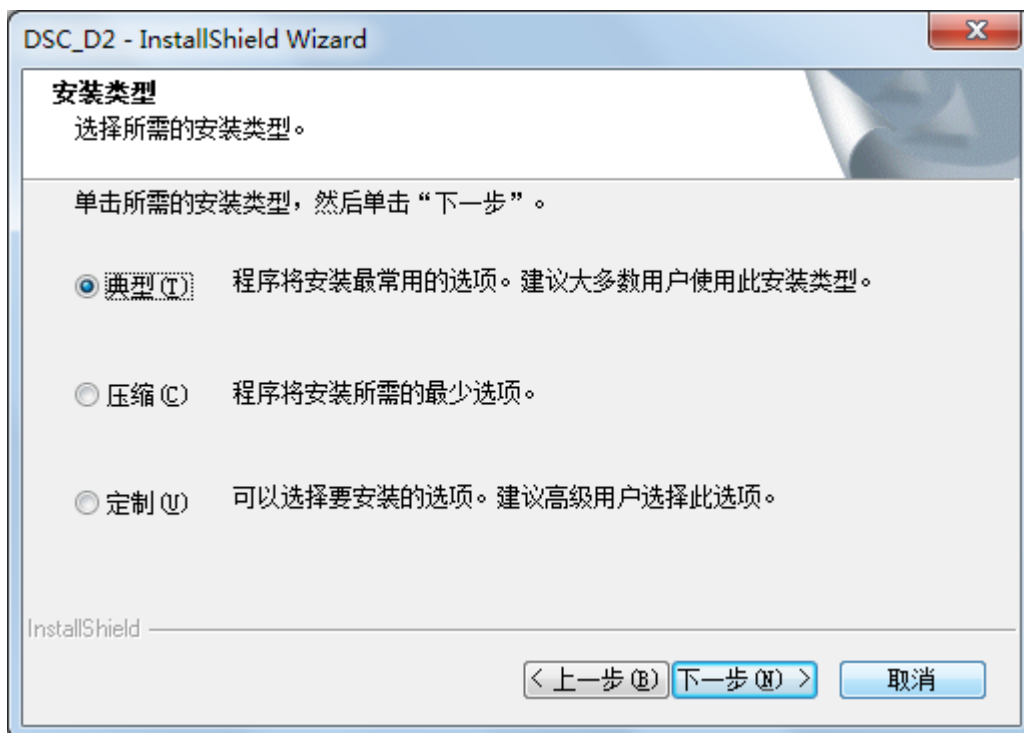 DSC_D2 - InstallShield Wizard
安装类型
选择所需的安装类型。
单击所需的安装类型，然后单击“下一步”。
典型(T) 程序将安装最常用的选项。建议大多数用户使用此安装类型。
压缩(C) 程序将安装所需的最少选项。
定制(U) 可以选择要安装的选项。建议高级用户选择此选项。
InstallShield
< 上一步(B) 下一步(N) > 取消